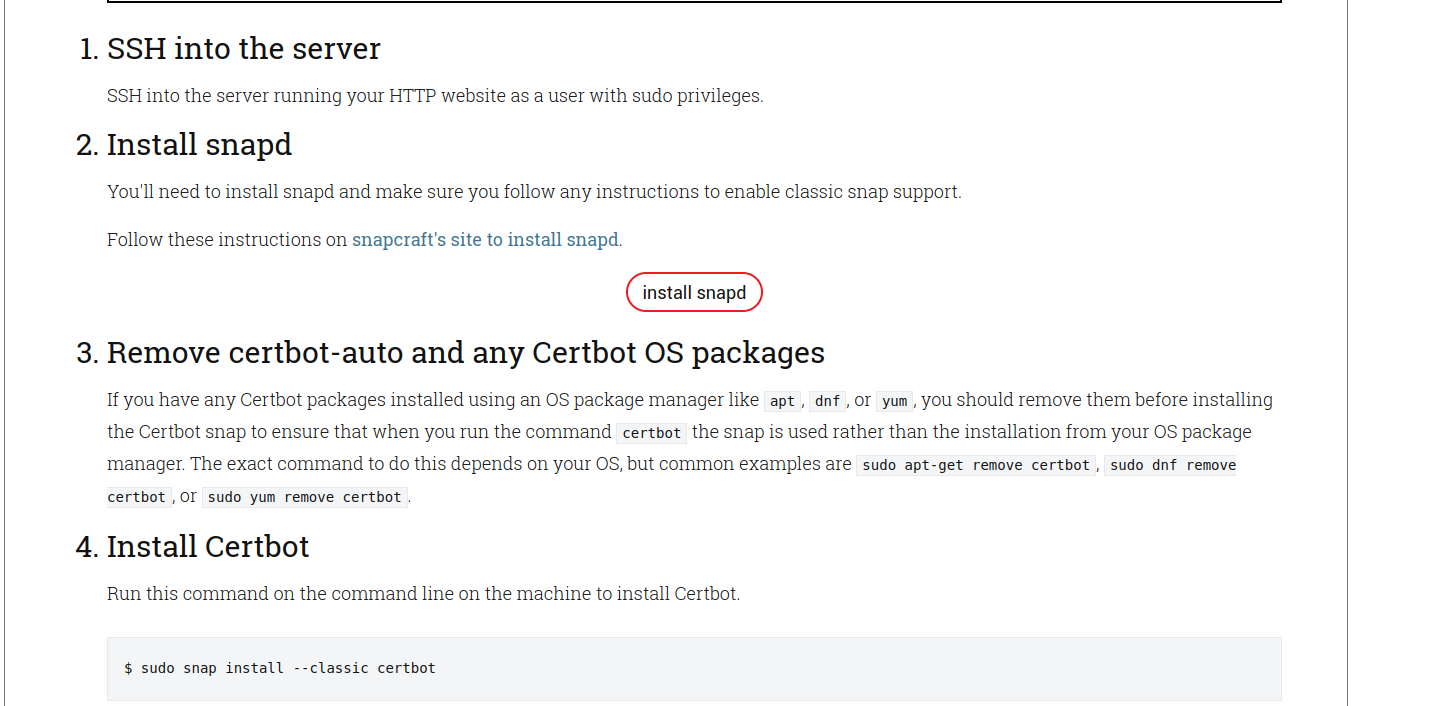 1. SSH into the server
SSH into the server running your HTTP website as a user with sudo privileges.
2. Install snapd
You'll need to install snapd and make sure you follow any instructions to enable classic snap support.
Follow these instructions on snapcraft's site to install snapd.
install snapd
3. Remove certbot-auto and any Certbot OS packages
If you have any Certbot packages installed using an OS package manager like apt, dnf, or yum, you should remove them before installing
the Certbot snap to ensure that when you run the command certbot the snap is used rather than the installation from your OS package
manager. The exact command to do this depends on your OS, but common examples are sudo apt-get remove certbot, sudo dnf remove
certbot, or sudo yum remove certbot.
4. Install Certbot
Run this command on the command line on the machine to install Certbot.
$ sudo snap install --classic certbot